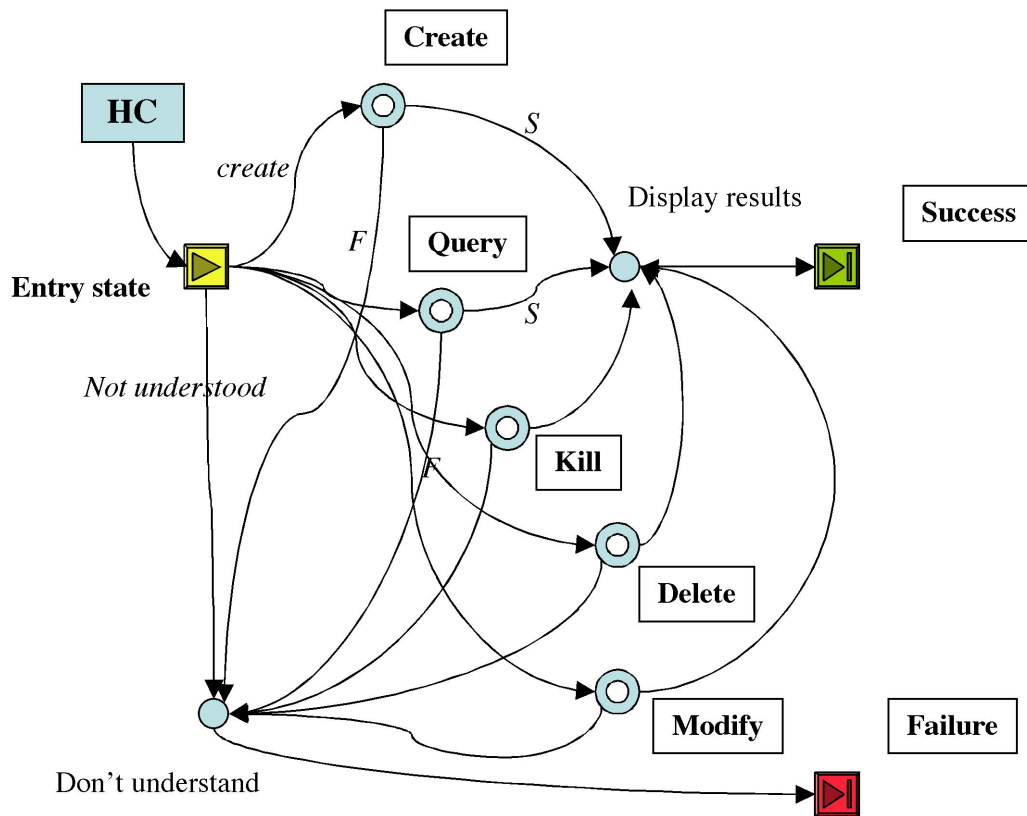 Create
HC
S
create
Display results
Success
F
Query
Entry state
S
Not understood
F
Kill
Delete
Modify
Failure
Don't understand